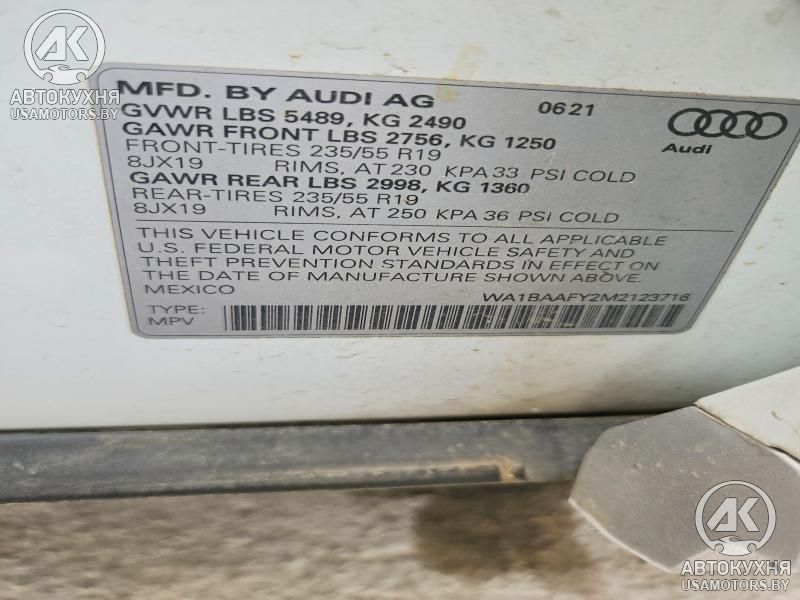 AK
АВТОКУХНЯ
USAMOTORS.BY
MFD. BY AUDI AG 0621
GVWR LBS 5489, KG 2490
GAWR FRONT LBS 2756, KG 1250
FRONT-TIRES 235/55 R19
8JX19 RIMS, AT 230 KPA 33 PSI COLD
GAWR REAR LBS 2998, KG 1360
REAR-TIRES 235/55 R19
8JX19 RIMS, AT 250 KPA 36 PSI COLD
Audi
THIS VEHICLE CONFORMS TO ALL APPLICABLE
U.S. FEDERAL MOTOR VEHICLE SAFETY AND
THEFT PREVENTION STANDARDS IN EFFECT ON
THE DATE OF MANUFACTURE SHOWN ABOVE.
MEXICO WA1BAAFY2M2123716
TYPE:
MPV
AK
АВТОКУХНЯ
USAMOTORS.BY